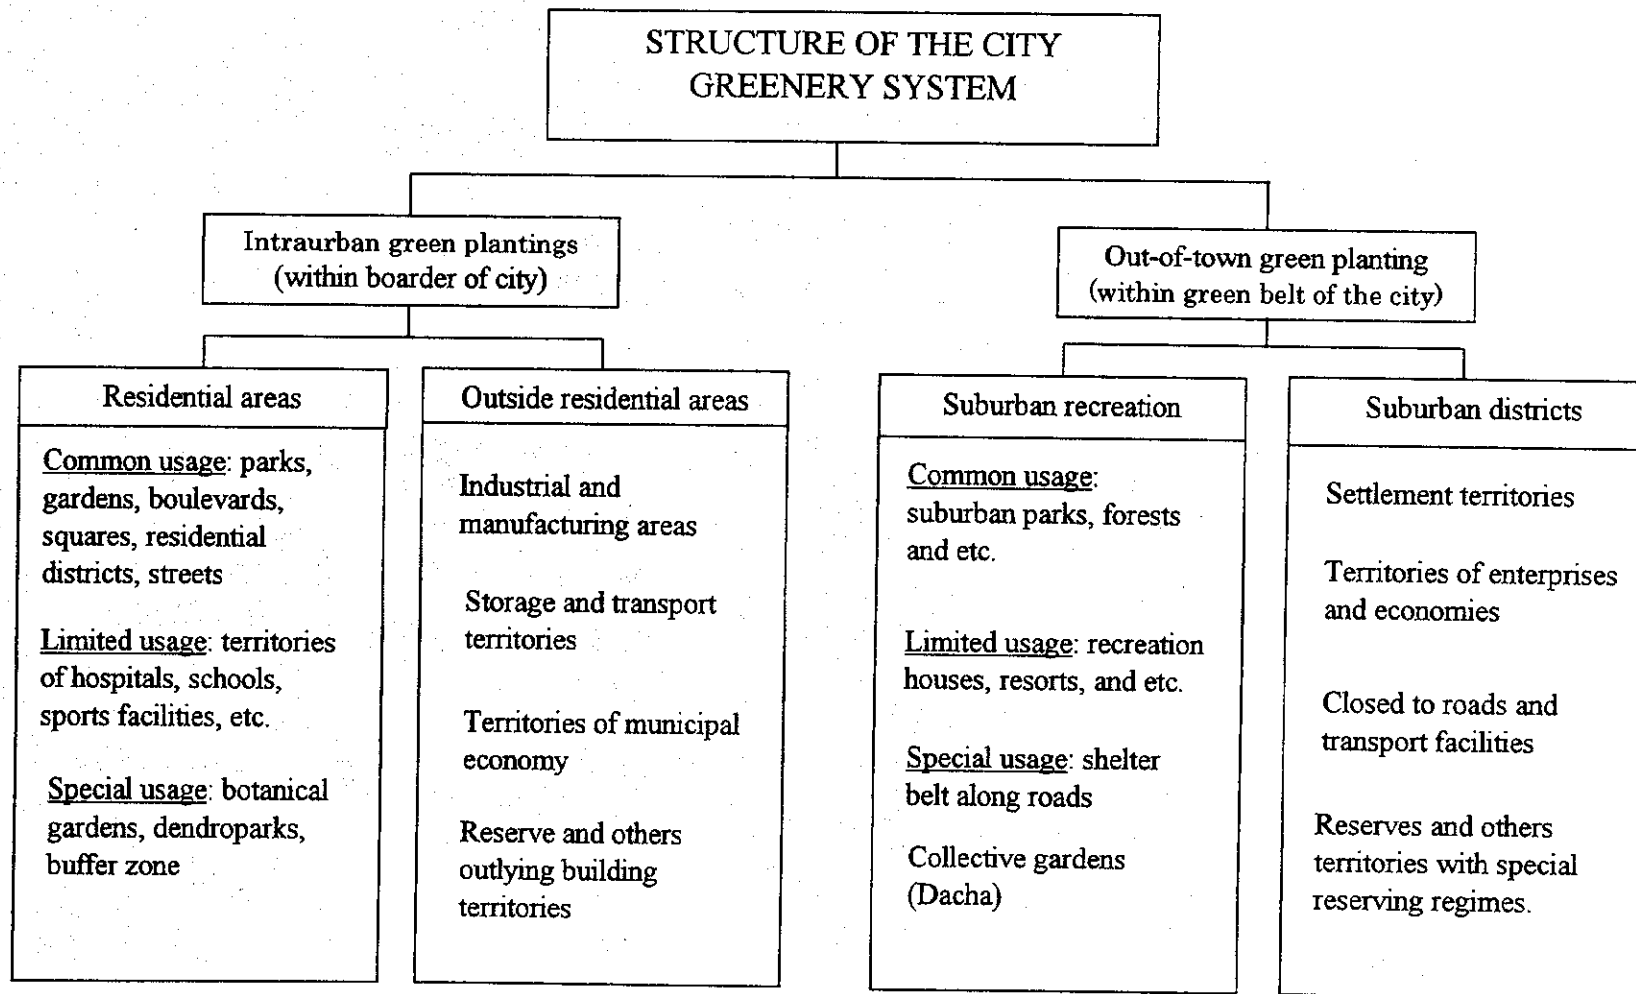 STRUCTURE OF THE CITY
GREENERY SYSTEM
Intraurban green plantings
(within boarder of city)
Out-of-town green planting
(within green belt of the city)
Residential areas
Common usage: parks,
gardens, boulevards,
squares, residential
districts, streets
Limited usage: territories
of hospitals, schools,
sports facilities, etc.
Special usage: botanical
gardens, dendroparks,
buffer zone
Outside residential areas
Industrial and
manufacturing areas
Storage and transport
territories
Territories of municipal
economy
Reserve and others
outlying building
territories
Suburban recreation
Common usage:
suburban parks, forests
and etc.
Limited usage: recreation
houses, resorts, and etc.
Special usage: shelter
belt along roads
Collective gardens
(Dacha)
Suburban districts
Settlement territories
Territories of enterprises
and economies
Closed to roads and
transport facilities
Reserves and others
territories with special
reserving regimes.